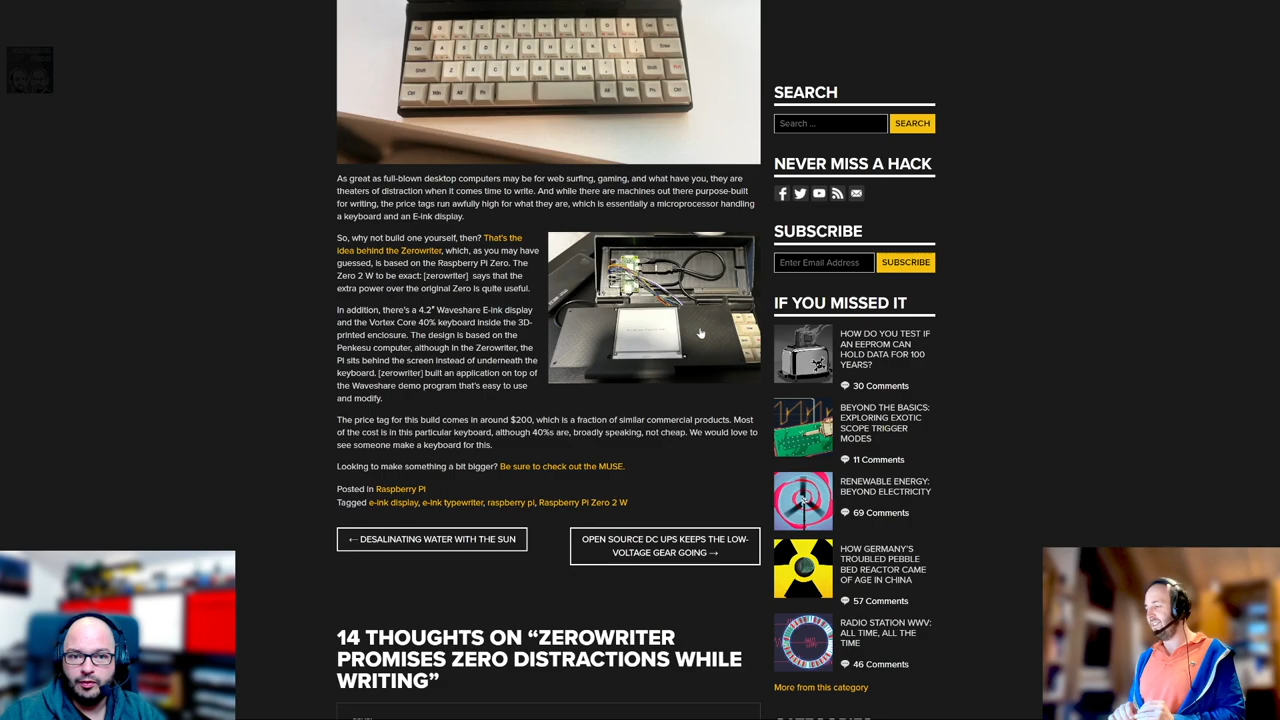 As great as full-blown desktop computers may be for web surfing, gaming, and what have you, they are
theaters of distraction when it comes time to write. And while there are machines out there purpose-built
for writing, the price tags run awfully high for what they are, which is essentially a microprocessor handling
a keyboard and an E-ink display.
So, why not build one yourself, then? That's the
idea behind the Zerowriter, which, as you may have
guessed, is based on the Raspberry Pi Zero. The
Zero 2 W to be exact: [zerowriter] says that the
extra power over the original Zero is quite useful.
In addition, there's a 4.2″ Waveshare E-ink display
and the Vortex Core 40% keyboard inside the 3D-
printed enclosure. The design is based on the
Penkesu computer, although in the Zerowriter, the
PI sits behind the screen instead of underneath the
keyboard. [zerowriter] built an application on top of
the Waveshare demo program that's easy to use
and modify.
The price tag for this build comes in around $200, which is a fraction of similar commercial products. Most
of the cost is in this particular keyboard, although 40%s are, broadly speaking, not cheap. We would love to
see someone make a keyboard for this.
Looking to make something a bit bigger? Be sure to check out the MUSE.
Posted in Raspberry Pi
Tagged e-ink display, e-ink typewriter, raspberry pi, Raspberry Pi Zero 2 W
← DESALINATING WATER WITH THE SUN
OPEN SOURCE DC UPS KEEPS THE LOW-
VOLTAGE GEAR GOING →
14 THOUGHTS ON “ZEROWRITER
PROMISES ZERO DISTRACTIONS WHILE
WRITING”
SEARCH
Search ...
SEARCH
NEVER MISS A HACK
SUBSCRIBE
Enter Email Address
SUBSCRIBE
IF YOU MISSED IT
HOW DO YOU TEST IF
AN EEPROM CAN
HOLD DATA FOR 100
YEARS?
30 Comments
BEYOND THE BASICS:
EXPLORING EXOTIC
SCOPE TRIGGER
MODES
11 Comments
RENEWABLE ENERGY:
BEYOND ELECTRICITY
69 Comments
HOW GERMANY'S
TROUBLED PEBBLE
BED REACTOR CAME
OF AGE IN CHINA
57 Comments
RADIO STATION WWV:
ALL TIME, ALL THE
TIME
46 Comments
More from this category